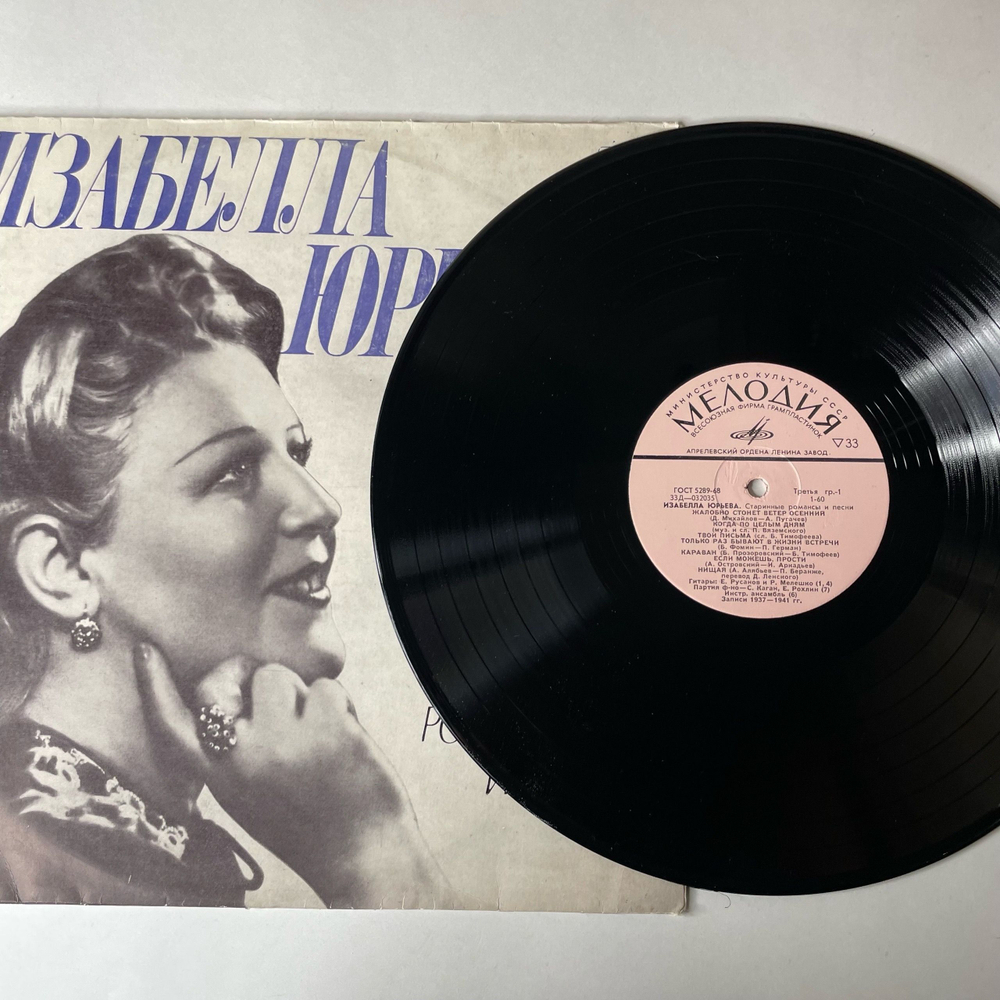 ИЗАБЕЛЛА
ЮР
МИНИСТЕРСТВО КУЛЬТУРЫ СССР
МЕЛОДИЯ
ВСЕСОЮЗНАЯ ФИРМА ГРАМПЛАСТИНОК
▽33
АПРЕЛЕВСКИЙ ОРДЕНА ЛЕНИНА ЗАВОД
ГОСТ 5289-68 Третья гр.-1
33Д—032035 1-60
ИЗАБЕЛЛА ЮРЬЕВА. Старинные романсы и песни
ЖАЛОБНО СТОНЕТ ВЕТЕР ОСЕННИЙ
(Д. Михайлов—А. Пугачев)
КОГДА ПО ЦЕЛЫМ ДНЯМ
(муз. и сл. П. Вяземского)
ТВОИ ПИСЬМА (сл. Б. Тимофеева)
ТОЛЬКО РАЗ БЫВАЮТ В ЖИЗНИ ВСТРЕЧИ
(Б. Фомин—П. Герман)
КАРАВАН (Б. Прозоровский—Б. Тимофеев)
ЕСЛИ МОЖЕШЬ, ПРОСТИ
(А. Островский—И. Аркадьев)
НИЩАЯ (А. Алябьев—П. Беранже,
перевод Д. Ленского)
Гитары: Е. Русанов и Р. Мелешко (1, 4)
Партия ф-но—С. Каган, Е. Рохлин (7)
Инстр. ансамбль (6)
Записи 1937—1941 гг.
РО